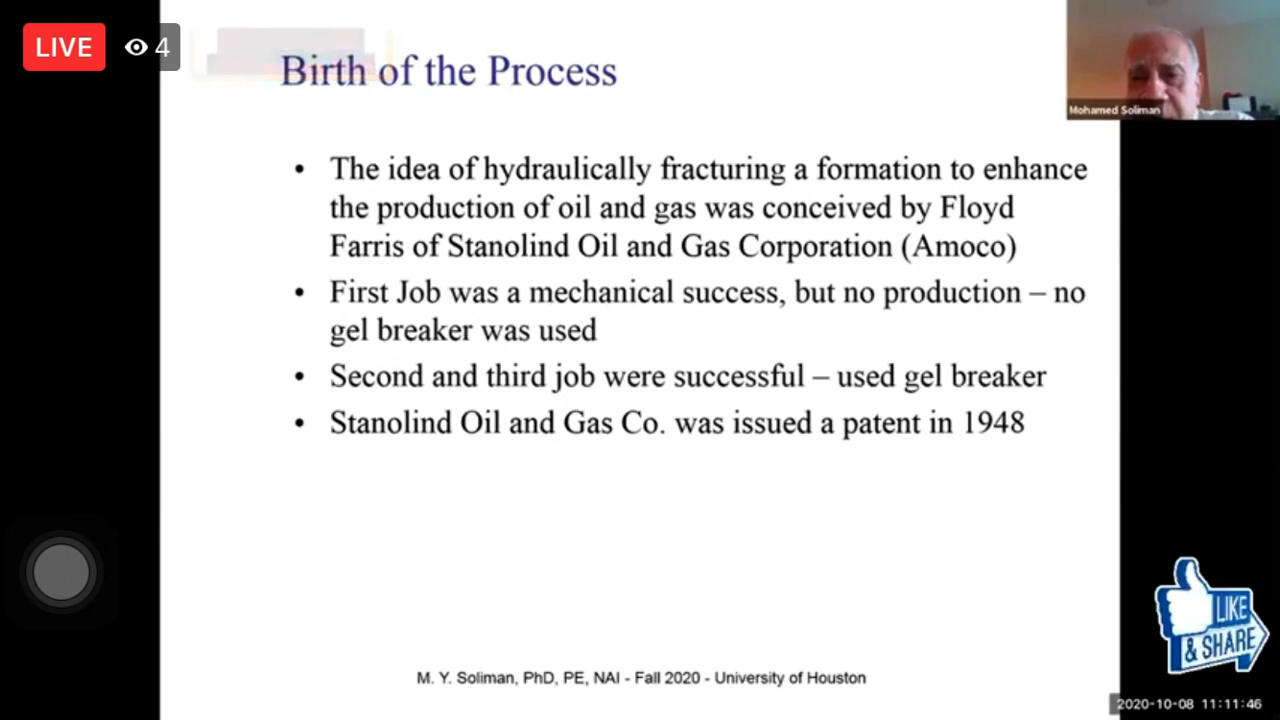 LIVE 4
Birth of the Process
Mohamed Soliman
• The idea of hydraulically fracturing a formation to enhance
the production of oil and gas was conceived by Floyd
Farris of Stanolind Oil and Gas Corporation (Amoco)
• First Job was a mechanical success, but no production – no
gel breaker was used
• Second and third job were successful – used gel breaker
• Stanolind Oil and Gas Co. was issued a patent in 1948
LIKE
& SHARE
M. Y. Soliman, PhD, PE, NAI - Fall 2020 - University of Houston
2020-10-08 11:11:46